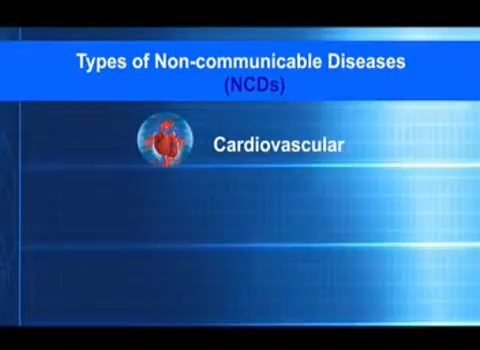 Types of Non-communicable Diseases
(NCDs)
Cardiovascular